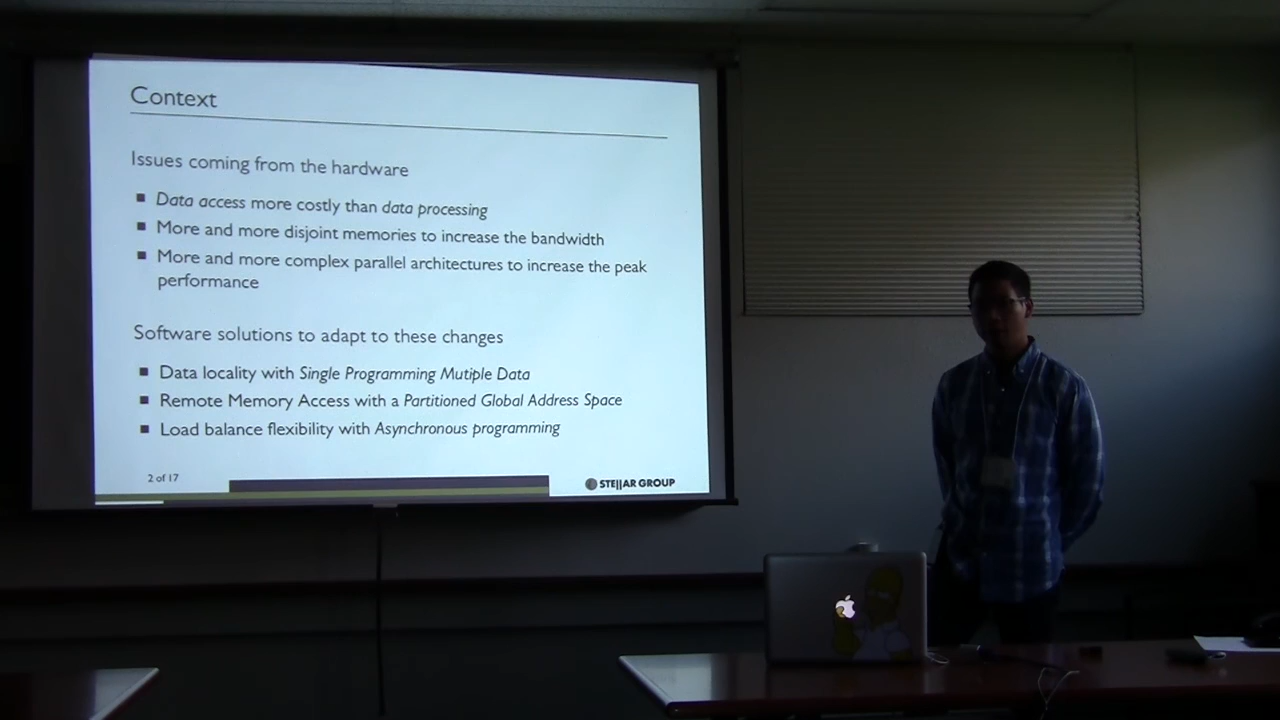 Context
Issues coming from the hardware
■ Data access more costly than data processing
■ More and more disjoint memories to increase the bandwidth
■ More and more complex parallel architectures to increase the peak
performance
Software solutions to adapt to these changes
■ Data locality with Single Programming Mutiple Data
■ Remote Memory Access with a Partitioned Global Address Space
■ Load balance flexibility with Asynchronous programming
2 of 17
STE||AR GROUP